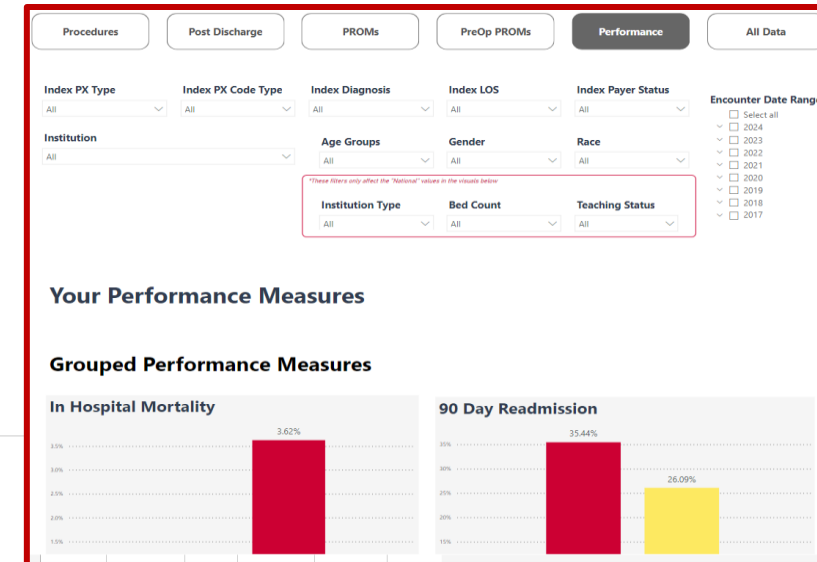 Procedures Post Discharge PROMs PreOp PROMs Performance All Data
Index PX Type Index PX Code Type Index Diagnosis Index LOS Index Payer Status
All All All All All
Encounter Date Range
Select all
2024
2023
2022
2021
2020
2019
2018
2017
Institution Age Groups Gender Race
All All All All
*These filters only affect the "National" values in the visuals below
Institution Type Bed Count Teaching Status
All All All
Your Performance Measures
Grouped Performance Measures
In Hospital Mortality
3.62%
3.5%
3.0%
2.5%
2.0%
1.5%
90 Day Readmission
35.44%
26.09%
35%
30%
25%
20%
15%